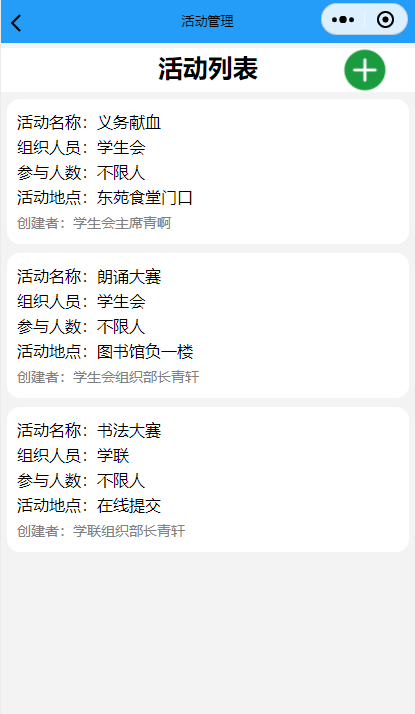 活动管理
活动列表
活动名称：义务献血
组织人员：学生会
参与人数：不限人
活动地点：东苑食堂门口
创建者：学生会主席青啊
活动名称：朗诵大赛
组织人员：学生会
参与人数：不限人
活动地点：图书馆负一楼
创建者：学生会组织部长青轩
活动名称：书法大赛
组织人员：学联
参与人数：不限人
活动地点：在线提交
创建者：学联组织部长青轩